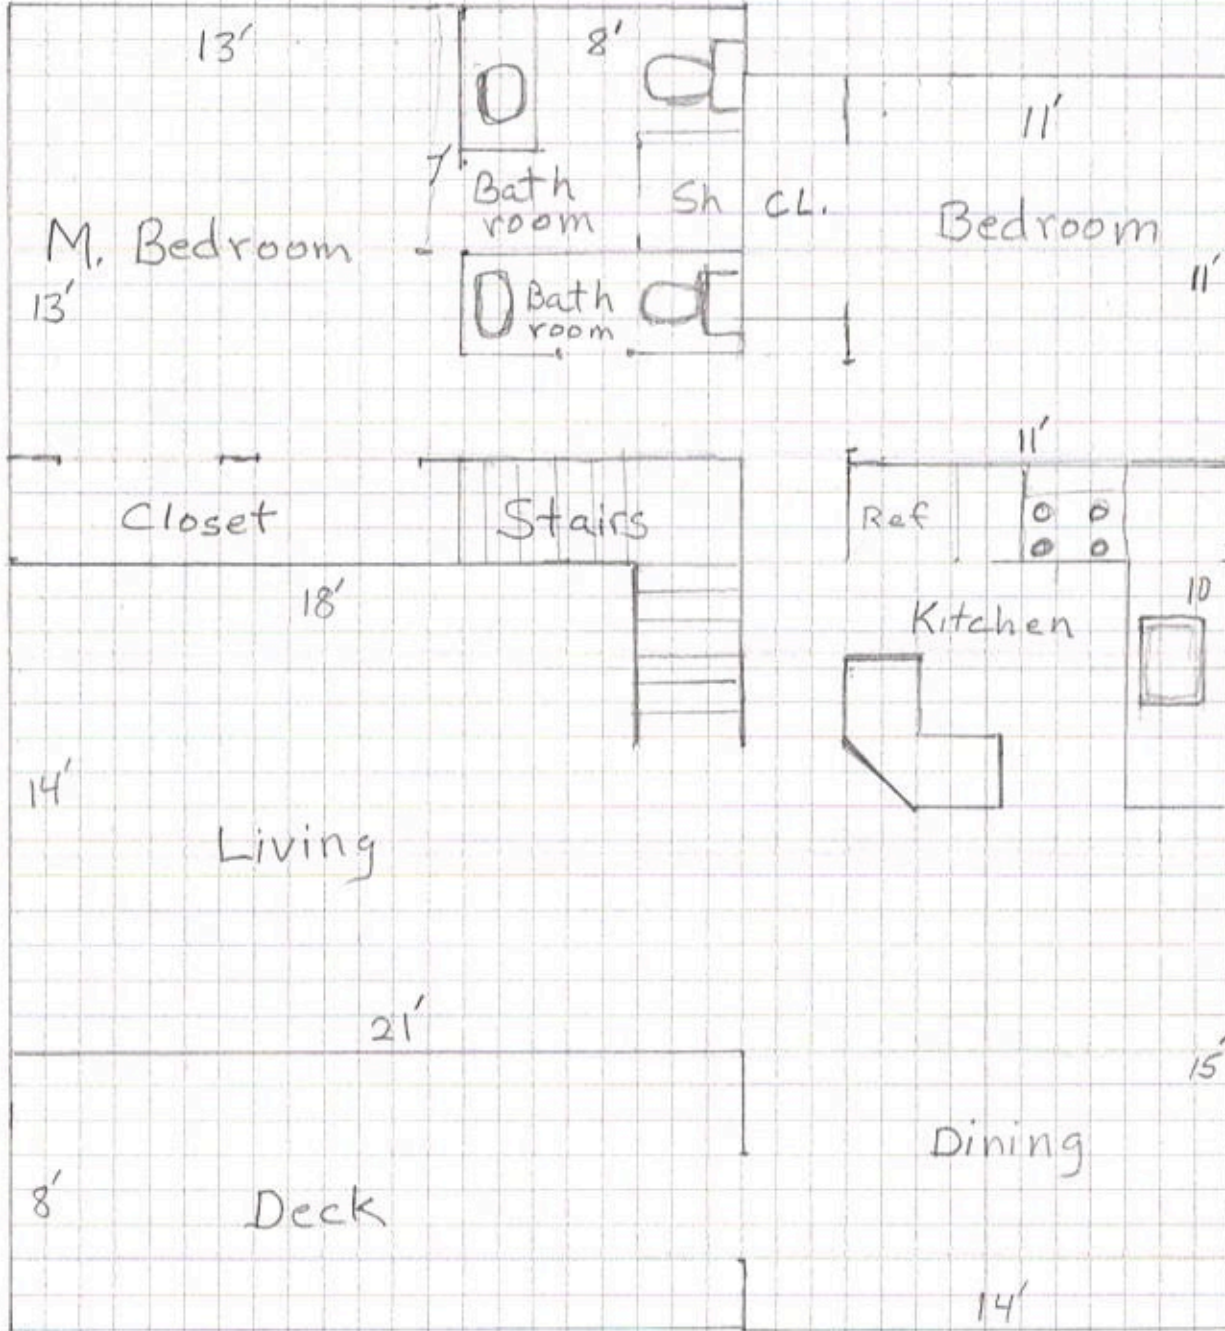 13′
8′
11′
7′
Bath
room
Sh
CL.
Bedroom
M. Bedroom
13′
11′
Bath
room
11′
Closet
Stairs
Ref
18′
10
Kitchen
14′
Living
21′
15′
Dining
8′
Deck
14′